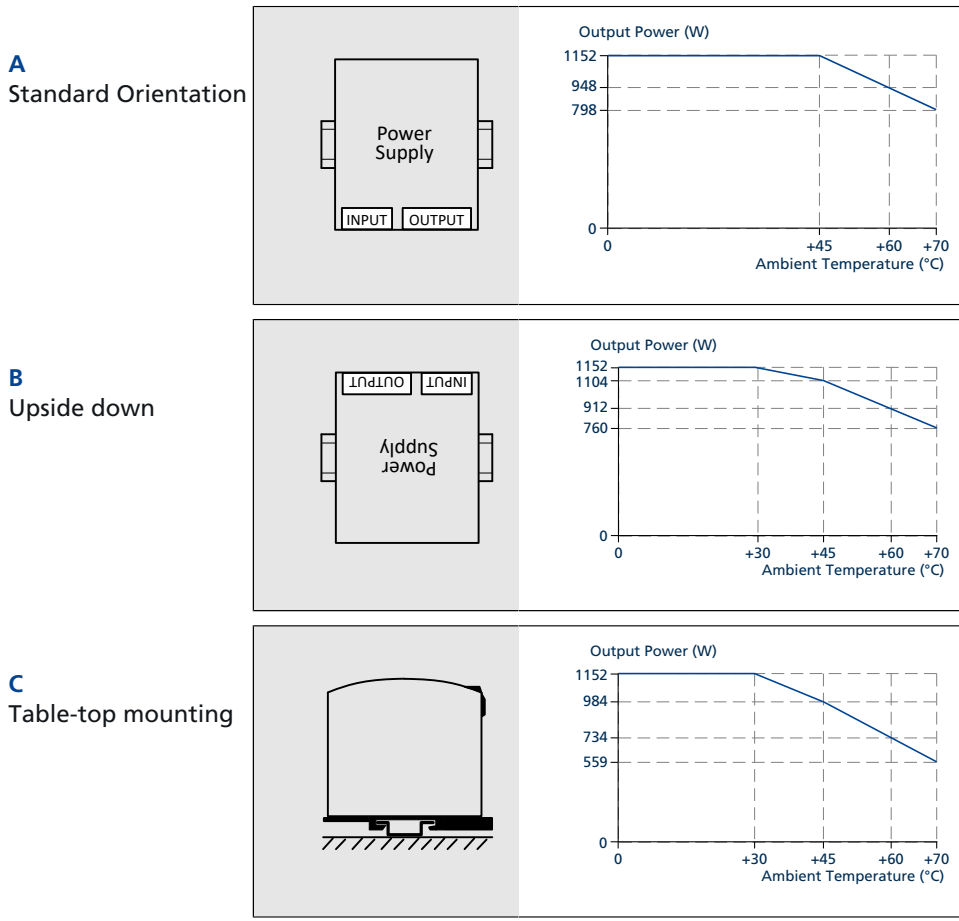 A
Standard Orientation
Power
Supply
INPUT OUTPUT
Output Power (W)
1152
948
798
0
0 +45 +60 +70
Ambient Temperature (°C)
B
Upside down
INPUT OUTPUT
Power
Supply
Output Power (W)
1152
1104
912
760
0
0 +30 +45 +60 +70
Ambient Temperature (°C)
C
Table-top mounting
Output Power (W)
1152
984
734
559
0
0 +30 +45 +60 +70
Ambient Temperature (°C)